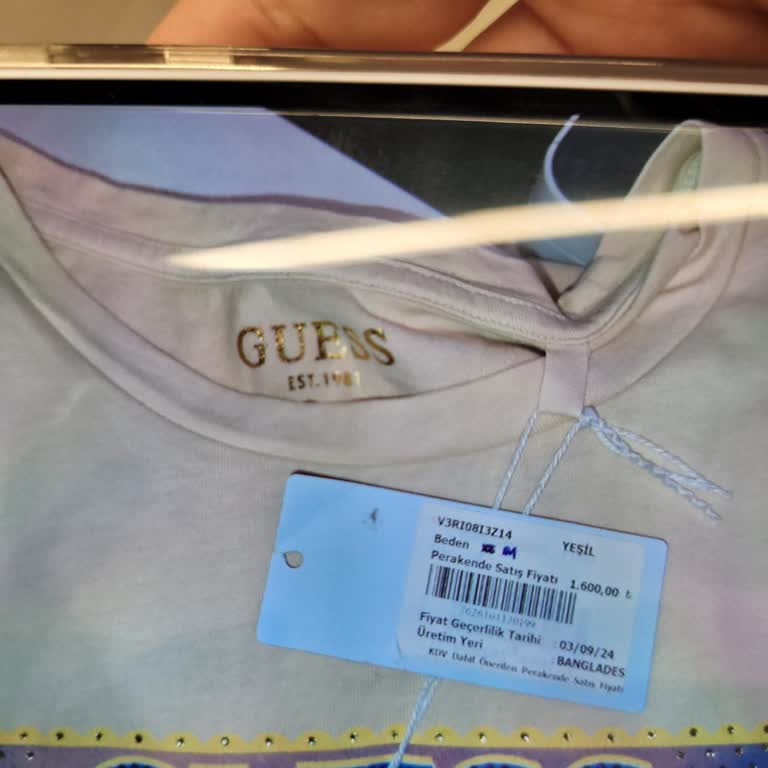 GUESS
EST. 1981
V3RI08I3Z14
Beden XS M YEŞİL
Perakende Satış Fiyatı 1.600,00 ₺
Fiyat Geçerlilik Tarihi : 03/09/24
Üretim Yeri : BANGLADES
KDV Dahil Önerilen Perakende Satış Fiyatı